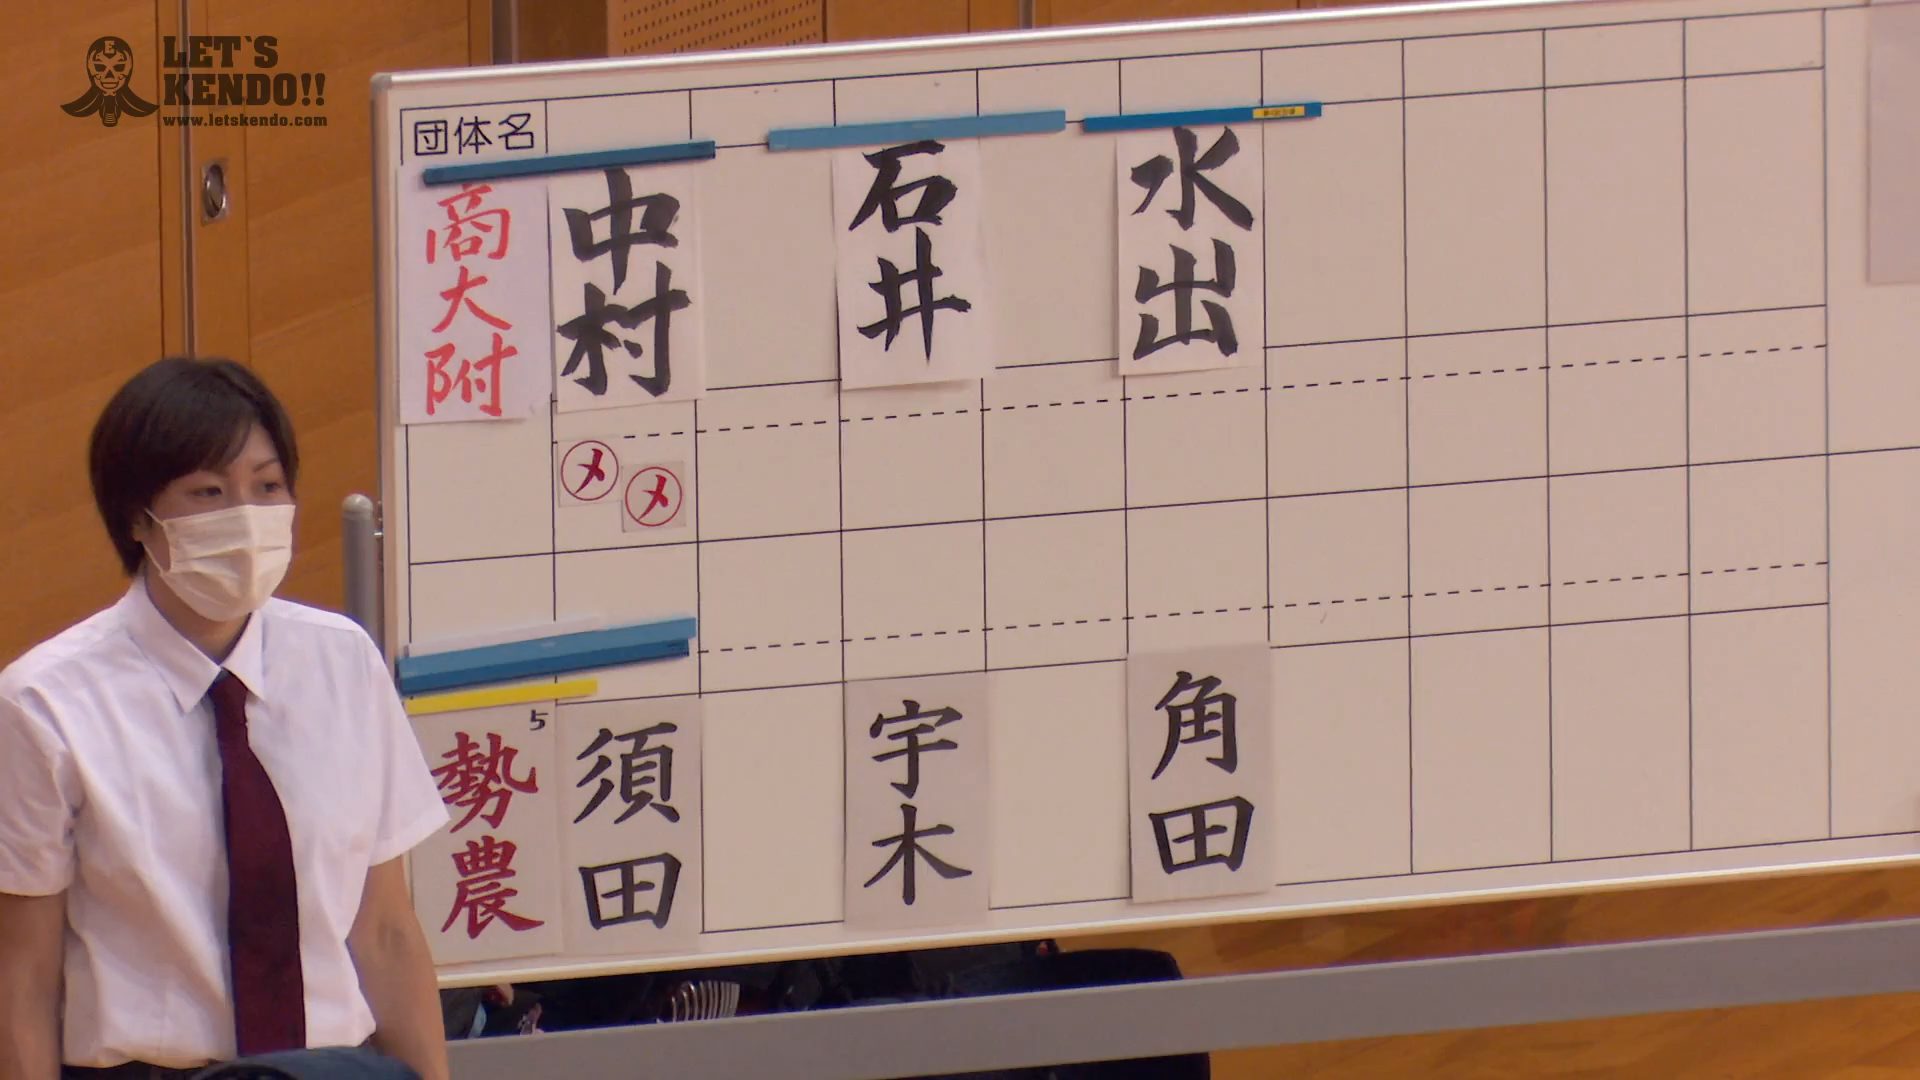 LET'S
KENDO!!
www.letskendo.com
団体名
商大附
中村
石井
水出
メ
メ
5
勢農
須田
宇木
角田